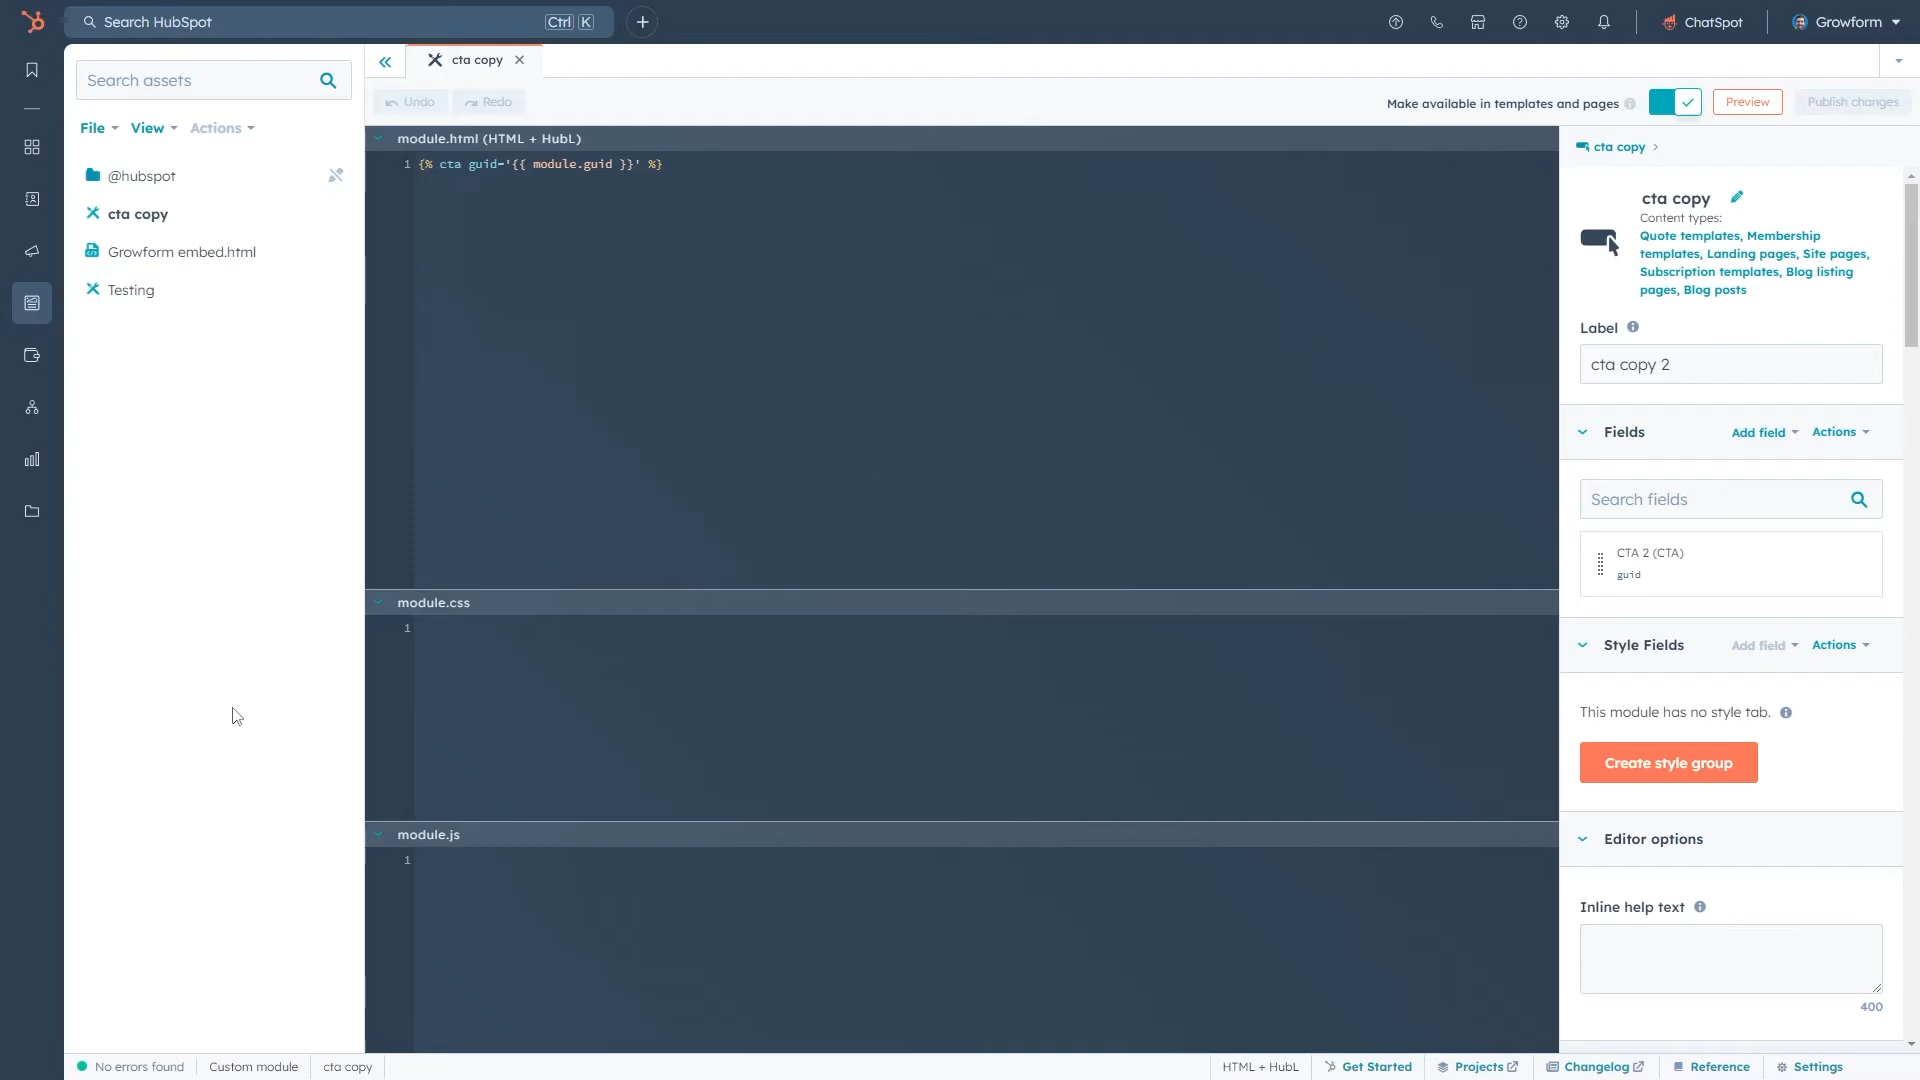 Search HubSpot
Ctrl K
ChatSpot
Growform
Search assets
File View Actions
@hubspot
cta copy
Growform embed.html
Testing
cta copy
Undo Redo
Make available in templates and pages
Preview
Publish changes
module.html (HTML + HubL)
1 {% cta guid='{{ module.guid }}' %}
module.css
1
module.js
1
cta copy
cta copy
Content types:
Quote templates, Membership
templates, Landing pages, Site pages,
Subscription templates, Blog listing
pages, Blog posts
Label
cta copy 2
Fields Add field Actions
Search fields
CTA 2 (CTA)
guid
Style Fields Add field Actions
This module has no style tab.
Create style group
Editor options
Inline help text
400
No errors found Custom module cta copy
HTML + HubL Get Started Projects Changelog Reference Settings